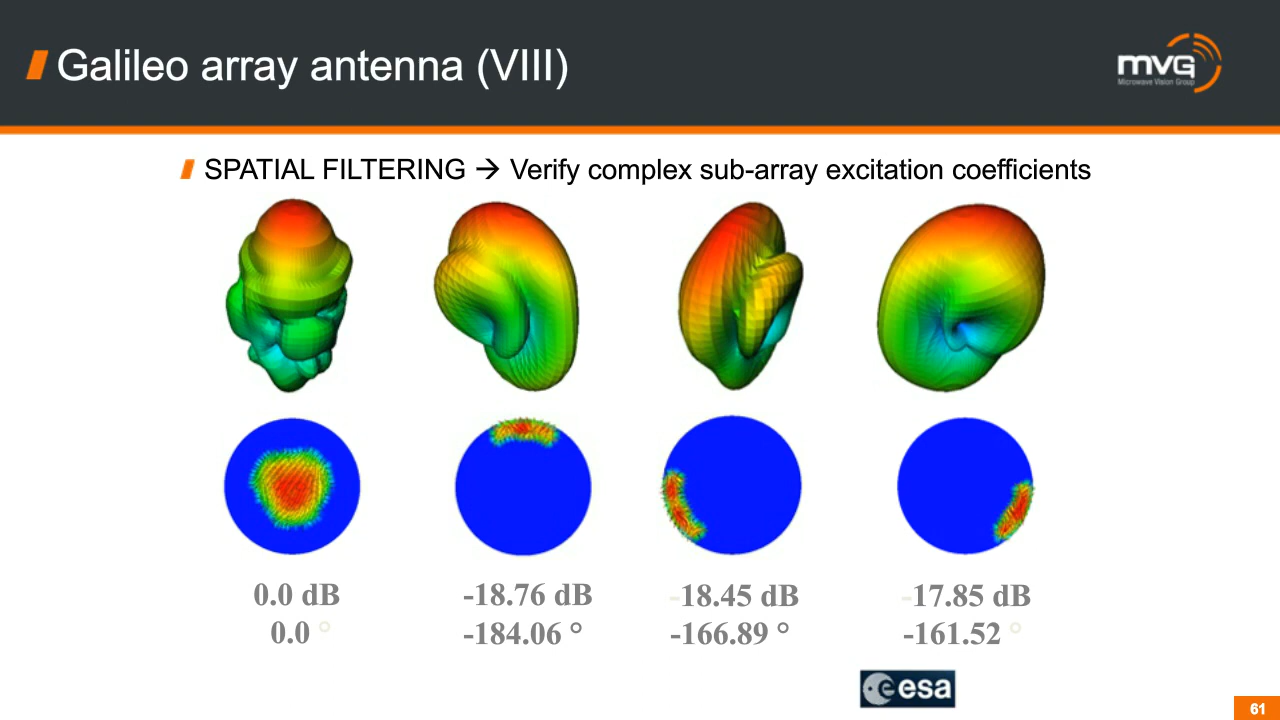 Galileo array antenna (VIII)
mvg
Microwave Vision Group
SPATIAL FILTERING → Verify complex sub-array excitation coefficients
0.0 dB
0.0 °
-18.76 dB
-184.06 °
-18.45 dB
-166.89 °
-17.85 dB
-161.52 °
esa
61